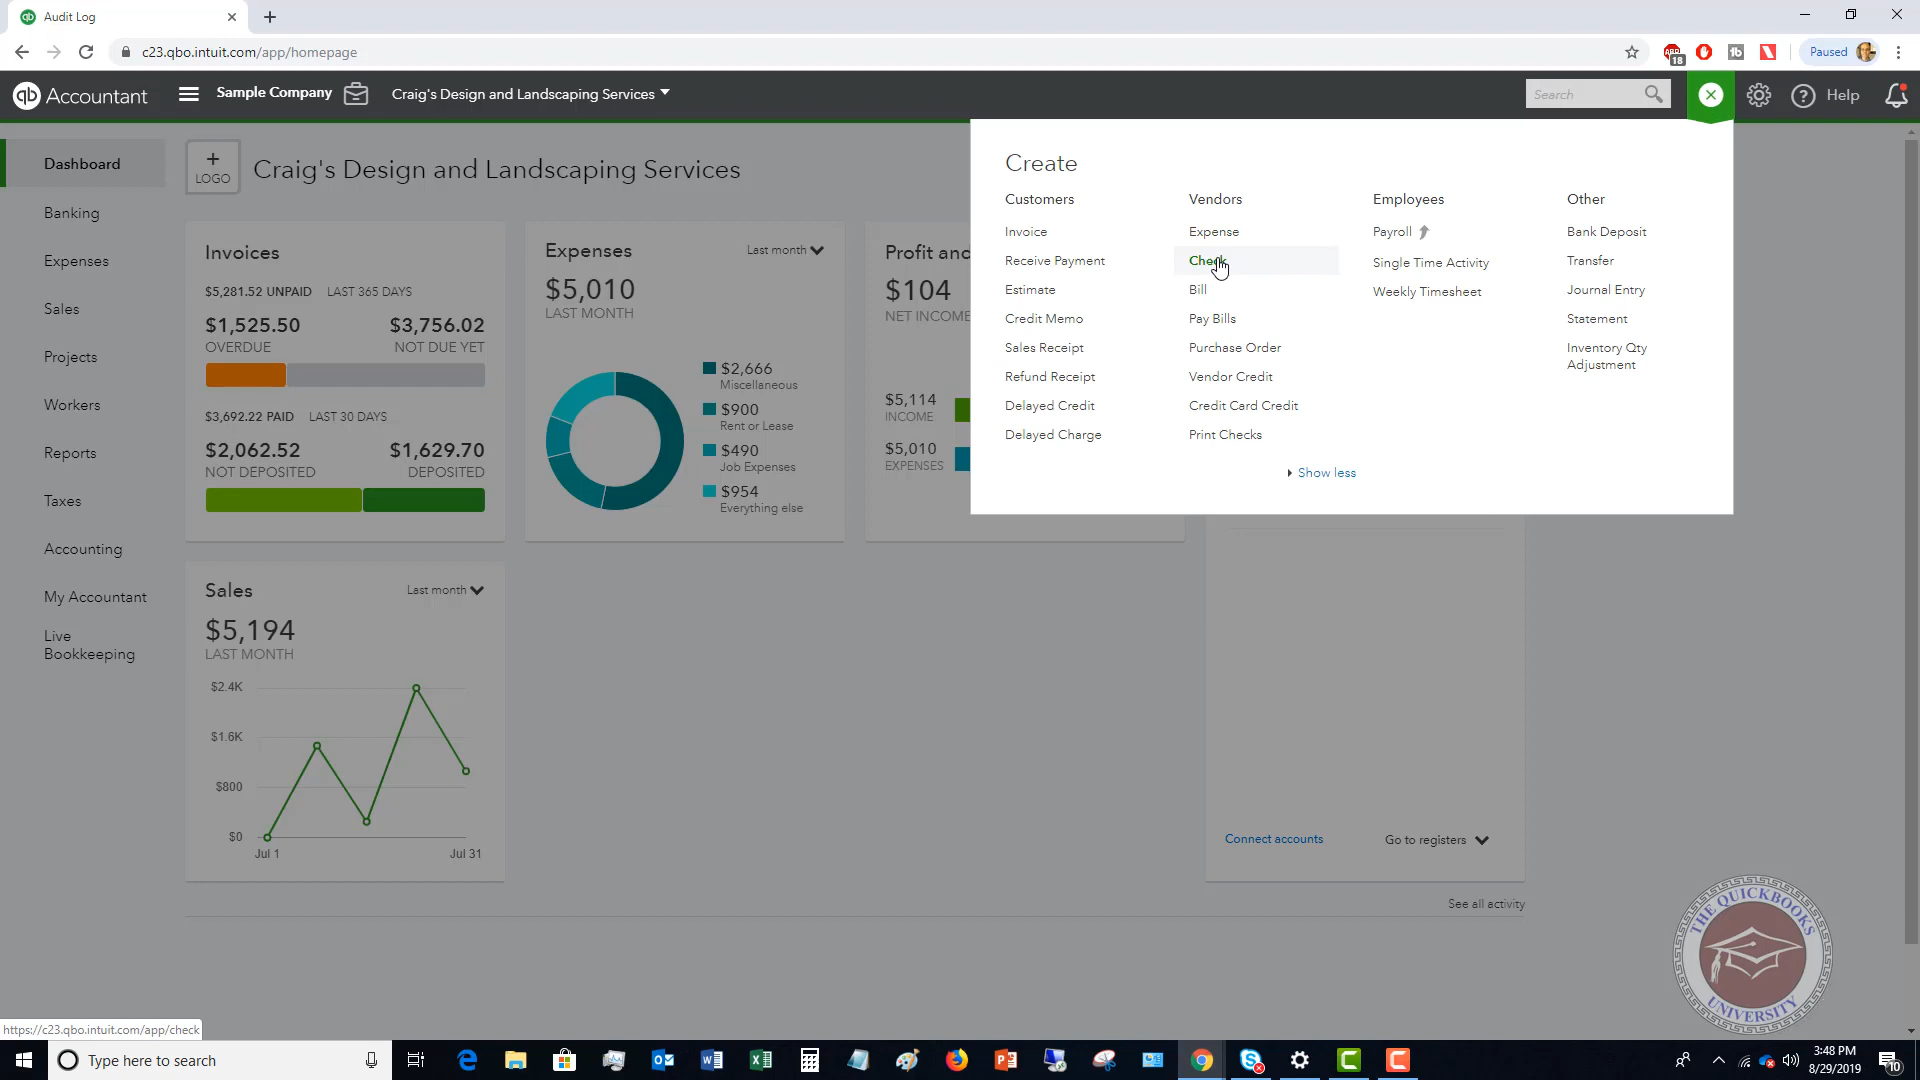 Audit Log
c23.qbo.intuit.com/app/homepage
18
Paused
qb Accountant
Sample Company
Craig's Design and Landscaping Services
Search
Help
Dashboard
Banking
Expenses
Sales
Projects
Workers
Reports
Taxes
Accounting
My Accountant
Live
Bookkeeping
+
LOGO
Craig's Design and Landscaping Services
Invoices
$5,281.52 UNPAID LAST 365 DAYS
$1,525.50 $3,756.02
OVERDUE NOT DUE YET
$3,692.22 PAID LAST 30 DAYS
$2,062.52 $1,629.70
NOT DEPOSITED DEPOSITED
Expenses
Last month
$5,010
LAST MONTH
$2,666
Miscellaneous
$900
Rent or Lease
$490
Job Expenses
$954
Everything else
Profit and
$104
NET INCOME
$5,114
INCOME
$5,010
EXPENSES
Create
Customers
Invoice
Receive Payment
Estimate
Credit Memo
Sales Receipt
Refund Receipt
Delayed Credit
Delayed Charge
Vendors
Expense
Check
Bill
Pay Bills
Purchase Order
Vendor Credit
Credit Card Credit
Print Checks
Employees
Payroll
Single Time Activity
Weekly Timesheet
Other
Bank Deposit
Transfer
Journal Entry
Statement
Inventory Qty
Adjustment
Show less
Sales
Last month
$5,194
LAST MONTH
$2.4K
$1.6K
$800
$0
Jul 1 Jul 31
Connect accounts
Go to registers
See all activity
THE QUICKBOOKS
UNIVERSITY
https://c23.qbo.intuit.com/app/check
Type here to search
3:48 PM
8/29/2019
10